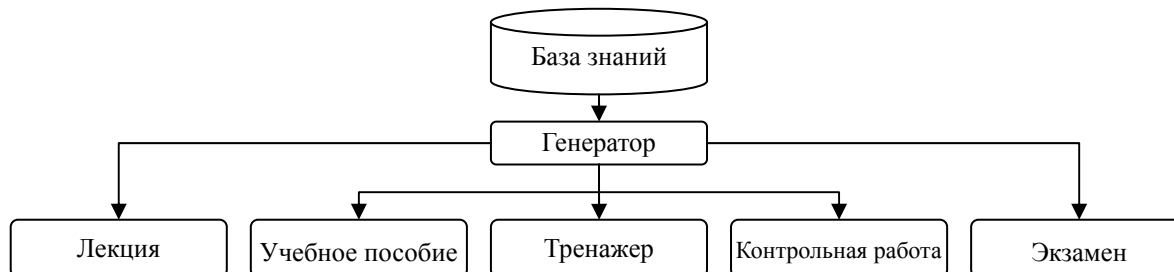 База знаний
Генератор
Лекция
Учебное пособие
Тренажер
Контрольная работа
Экзамен